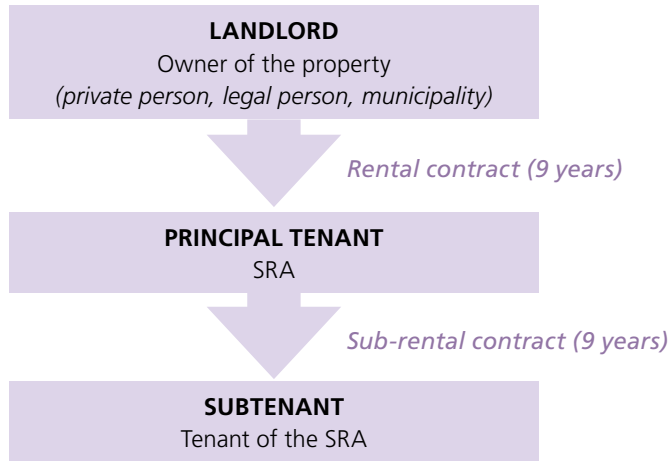 LANDLORD
Owner of the property
(private person, legal person, municipality)
Rental contract (9 years)
PRINCIPAL TENANT
SRA
Sub-rental contract (9 years)
SUBTENANT
Tenant of the SRA